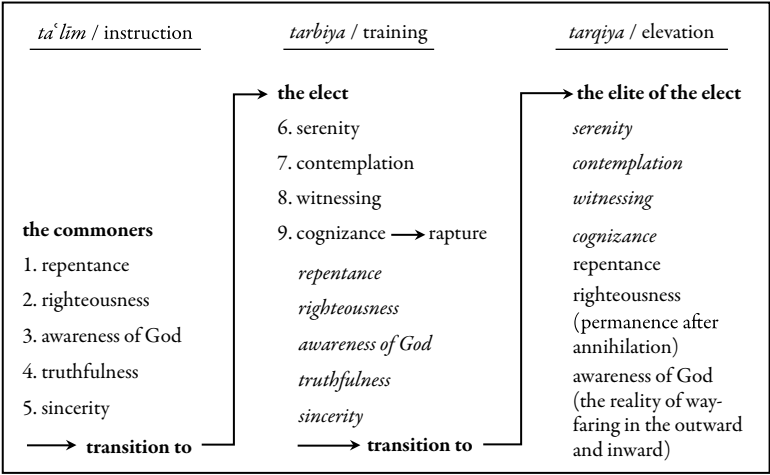 taʿlīm / instruction
the commoners
1. repentance
2. righteousness
3. awareness of God
4. truthfulness
5. sincerity
transition to
tarbiya / training
the elect
6. serenity
7. contemplation
8. witnessing
9. cognizance → rapture
repentance
righteousness
awareness of God
truthfulness
sincerity
transition to
tarqiya / elevation
the elite of the elect
serenity
contemplation
witnessing
cognizance
repentance
righteousness
(permanence after
annihilation)
awareness of God
(the reality of way-
faring in the outward
and inward)